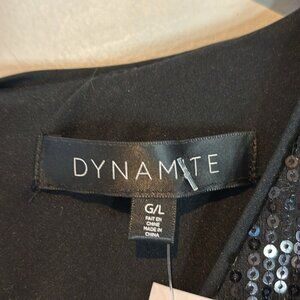 DYNAMITE
G/L
FAIT EN
CHINE
MADE IN
CHINA